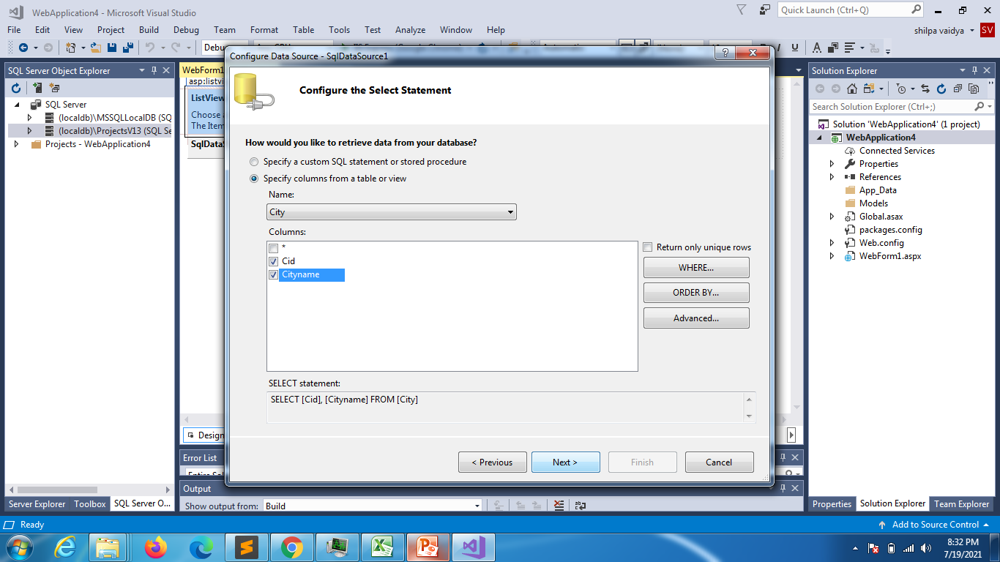 WebApplication4 - Microsoft Visual Studio
Quick Launch (Ctrl+Q)
File Edit View Project Build Debug Team Format Table Tools Test Analyze Window Help
shilpa vaidya
SV
SQL Server Object Explorer
SQL Server
(localdb)\MSSQLLocalDB (SQ
(localdb)\ProjectsV13 (SQL Se
Projects - WebApplication4
Server Explorer Toolbox SQL Server O...
WebForm1
asp:listvi
ListView
Choose a
The Item
SqlDataS
Design
Error List
Output
Show output from: Build
Configure Data Source - SqlDataSource1
Configure the Select Statement
How would you like to retrieve data from your database?
Specify a custom SQL statement or stored procedure
Specify columns from a table or view
Name:
City
Columns:
*
Cid
Cityname
Return only unique rows
WHERE...
ORDER BY...
Advanced...
SELECT statement:
SELECT [Cid], [Cityname] FROM [City]
< Previous Next > Finish Cancel
Solution Explorer
Search Solution Explorer (Ctrl+;)
Solution 'WebApplication4' (1 project)
WebApplication4
Connected Services
Properties
References
App_Data
Models
Global.asax
packages.config
Web.config
WebForm1.aspx
Properties Solution Explorer Team Explorer
Ready
Add to Source Control
8:32 PM
7/19/2021